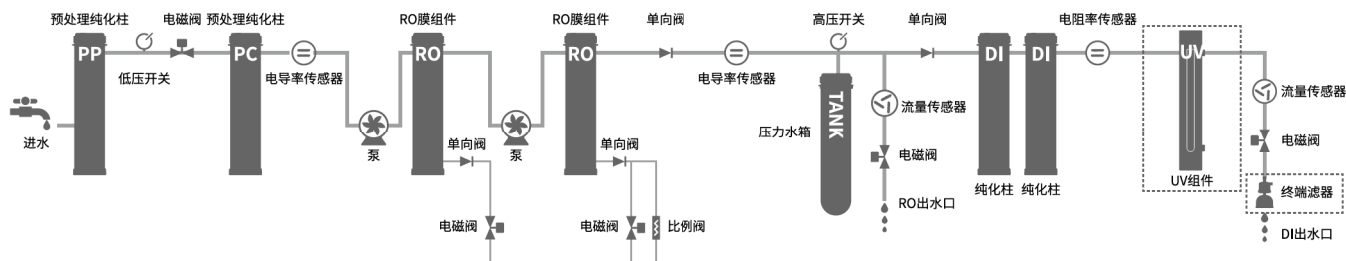 预处理纯化柱
电磁阀
预处理纯化柱
RO膜组件
RO膜组件
单向阀
高压开关
单向阀
电阻率传感器
PP
PC
RO
RO
DI
DI
UV
低压开关
电导率传感器
电导率传感器
TANK
流量传感器
流量传感器
进水
泵
泵
压力水箱
单向阀
单向阀
电磁阀
电磁阀
纯化柱
纯化柱
UV组件
终端滤器
RO出水口
电磁阀
电磁阀
比例阀
DI出水口